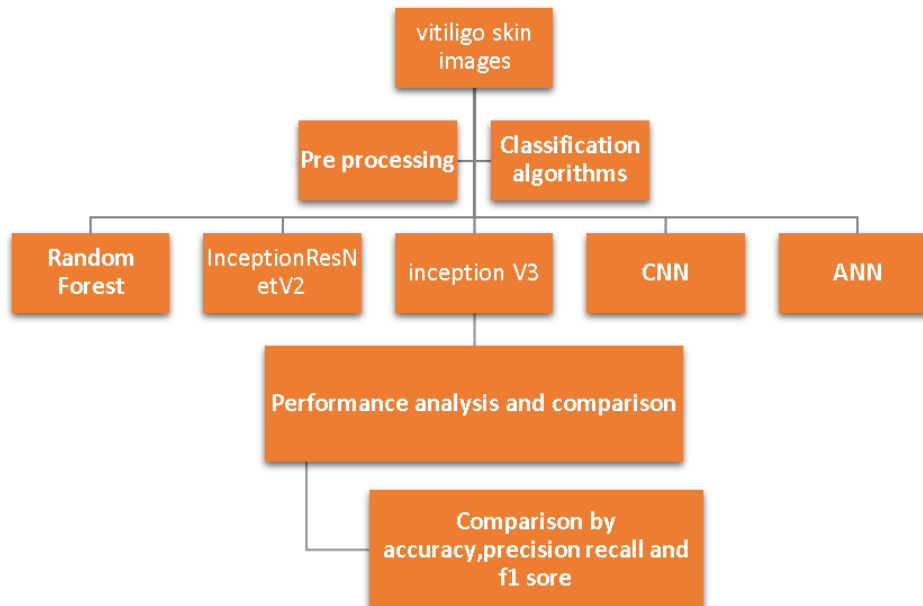 vitiligo skin
images
Pre processing
Classification
algorithms
Random
Forest
InceptionResN
etV2
inception V3
CNN
ANN
Performance analysis and comparison
Comparison by
accuracy,precision recall and
f1 sore